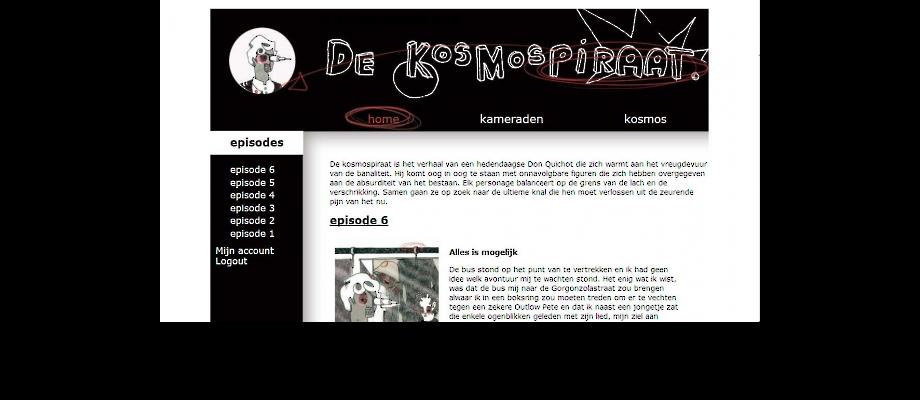 De Kosmospiraat.
home kameraden kosmos
episodes
episode 6
episode 5
episode 4
episode 3
episode 2
episode 1
Mijn account
Logout
De kosmospiraat is het verhaal van een hedendaagse Don Quichot die zich warmt aan het vreugdevuur
van de banaliteit. Hij komt oog in oog te staan met onnavolgbare figuren die zich hebben overgegeven
aan de absurditeit van het bestaan. Elk personage balanceert op de grens van de lach en de
verschrikking. Samen gaan ze op zoek naar de ultieme knal die hen moet verlossen uit de zeurende
pijn van het nu.
episode 6
Alles is mogelijk
De bus stond op het punt van te vertrekken en ik had geen
idee welk avontuur mij te wachten stond. Het enig wat ik wist,
was dat de bus mij naar de Gorgonzolastraat zou brengen
alwaar ik in een boksring zou moeten treden om er te vechten
tegen een zekere Outlow Pete en dat ik naast een jongetje zat
die enkele ogenblikken geleden met zijn lied, mijn ziel aan